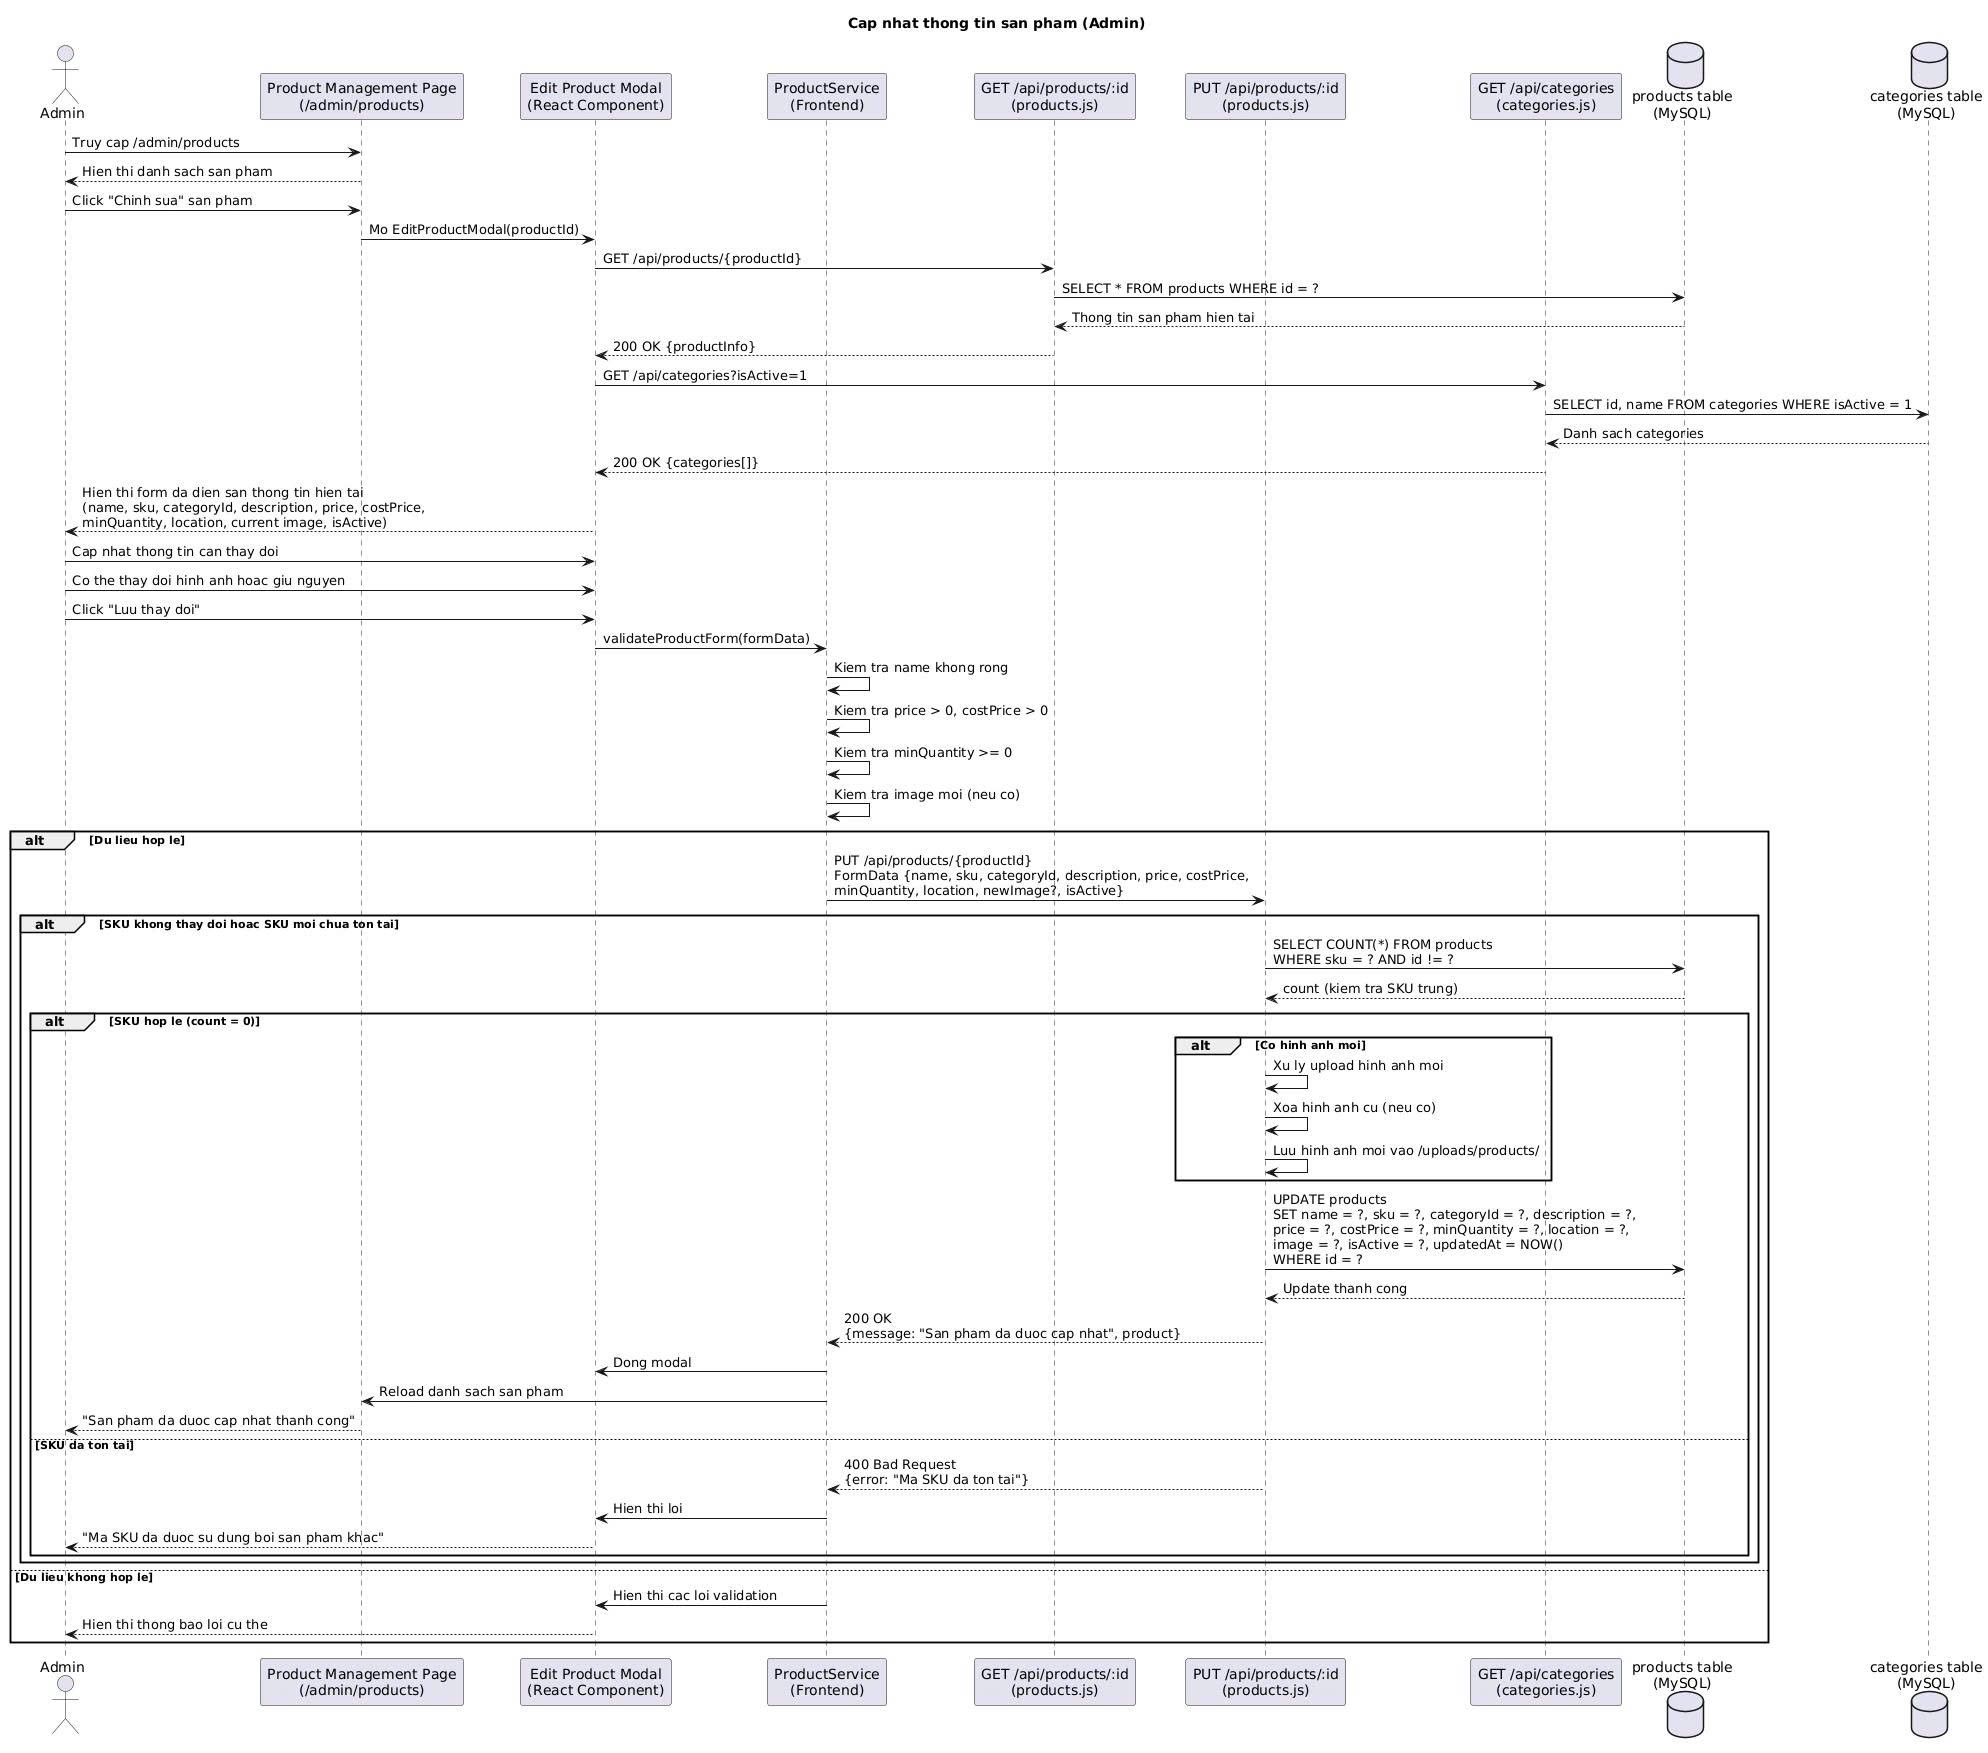 Cap nhat thong tin san pham (Admin)
Admin
Product Management Page
(/admin/products)
Edit Product Modal
(React Component)
ProductService
(Frontend)
GET /api/products/:id
(products.js)
PUT /api/products/:id
(products.js)
GET /api/categories
(categories.js)
products table
(MySQL)
categories table
(MySQL)
Truy cap /admin/products
Hien thi danh sach san pham
Click "Chinh sua" san pham
Mo EditProductModal(productId)
GET /api/products/{productId}
SELECT * FROM products WHERE id = ?
Thong tin san pham hien tai
200 OK {productInfo}
GET /api/categories?isActive=1
SELECT id, name FROM categories WHERE isActive = 1
Danh sach categories
200 OK {categories[]}
Hien thi form da dien san thong tin hien tai
(name, sku, categoryId, description, price, costPrice,
minQuantity, location, current image, isActive)
Cap nhat thong tin can thay doi
Co the thay doi hinh anh hoac giu nguyen
Click "Luu thay doi"
validateProductForm(formData)
Kiem tra name khong rong
Kiem tra price > 0, costPrice > 0
Kiem tra minQuantity >= 0
Kiem tra image moi (neu co)
alt [Du lieu hop le]
PUT /api/products/{productId}
FormData {name, sku, categoryId, description, price, costPrice,
minQuantity, location, newImage?, isActive}
alt [SKU khong thay doi hoac SKU moi chua ton tai]
SELECT COUNT(*) FROM products
WHERE sku = ? AND id != ?
count (kiem tra SKU trung)
alt [SKU hop le (count = 0)]
alt [Co hinh anh moi]
Xu ly upload hinh anh moi
Xoa hinh anh cu (neu co)
Luu hinh anh moi vao /uploads/products/
UPDATE products
SET name = ?, sku = ?, categoryId = ?, description = ?,
price = ?, costPrice = ?, minQuantity = ?, location = ?,
image = ?, isActive = ?, updatedAt = NOW()
WHERE id = ?
Update thanh cong
200 OK
{message: "San pham da duoc cap nhat", product}
Dong modal
Reload danh sach san pham
"San pham da duoc cap nhat thanh cong"
[SKU da ton tai]
400 Bad Request
{error: "Ma SKU da ton tai"}
Hien thi loi
"Ma SKU da duoc su dung boi san pham khac"
[Du lieu khong hop le]
Hien thi cac loi validation
Hien thi thong bao loi cu the
Admin
Product Management Page
(/admin/products)
Edit Product Modal
(React Component)
ProductService
(Frontend)
GET /api/products/:id
(products.js)
PUT /api/products/:id
(products.js)
GET /api/categories
(categories.js)
products table
(MySQL)
categories table
(MySQL)